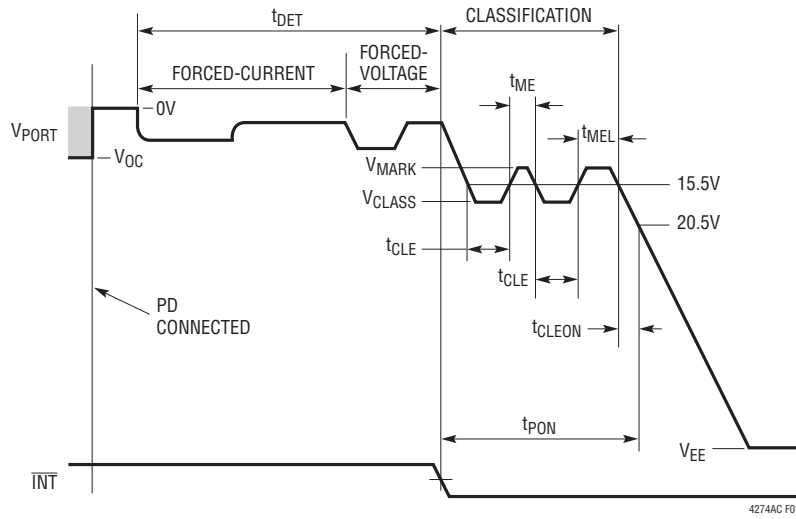 tDET
CLASSIFICATION
FORCED-CURRENT
FORCED-
VOLTAGE
tME
0V
VPORT
tMEL
VOC
VMARK
15.5V
VCLASS
20.5V
tCLE
tCLE
PD
CONNECTED
tCLEON
tPON
VEE
INT
4274AC F01